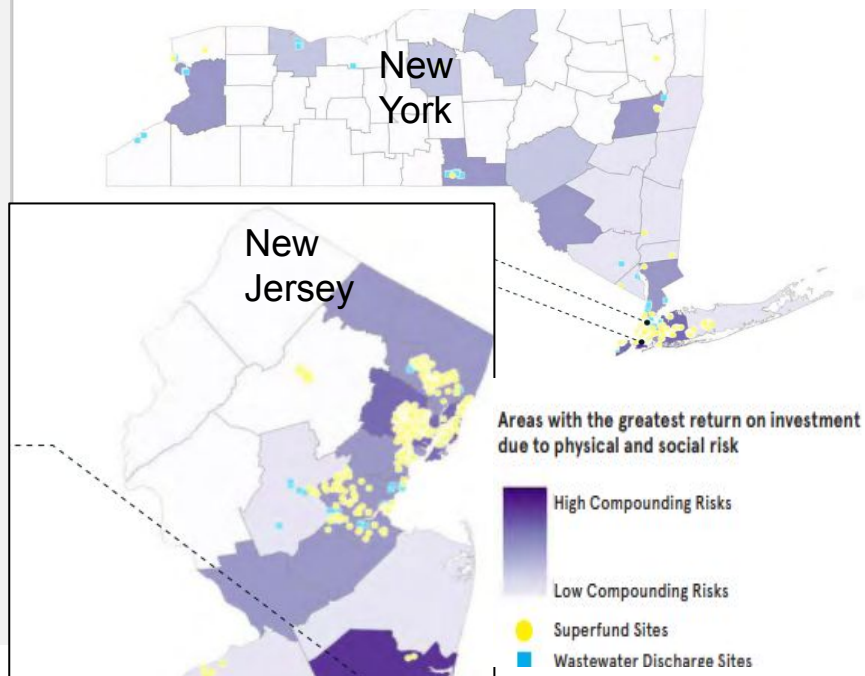 New
York
New
Jersey
Areas with the greatest return on investment
due to physical and social risk
High Compounding Risks
Low Compounding Risks
Superfund Sites
Wastewater Discharge Sites